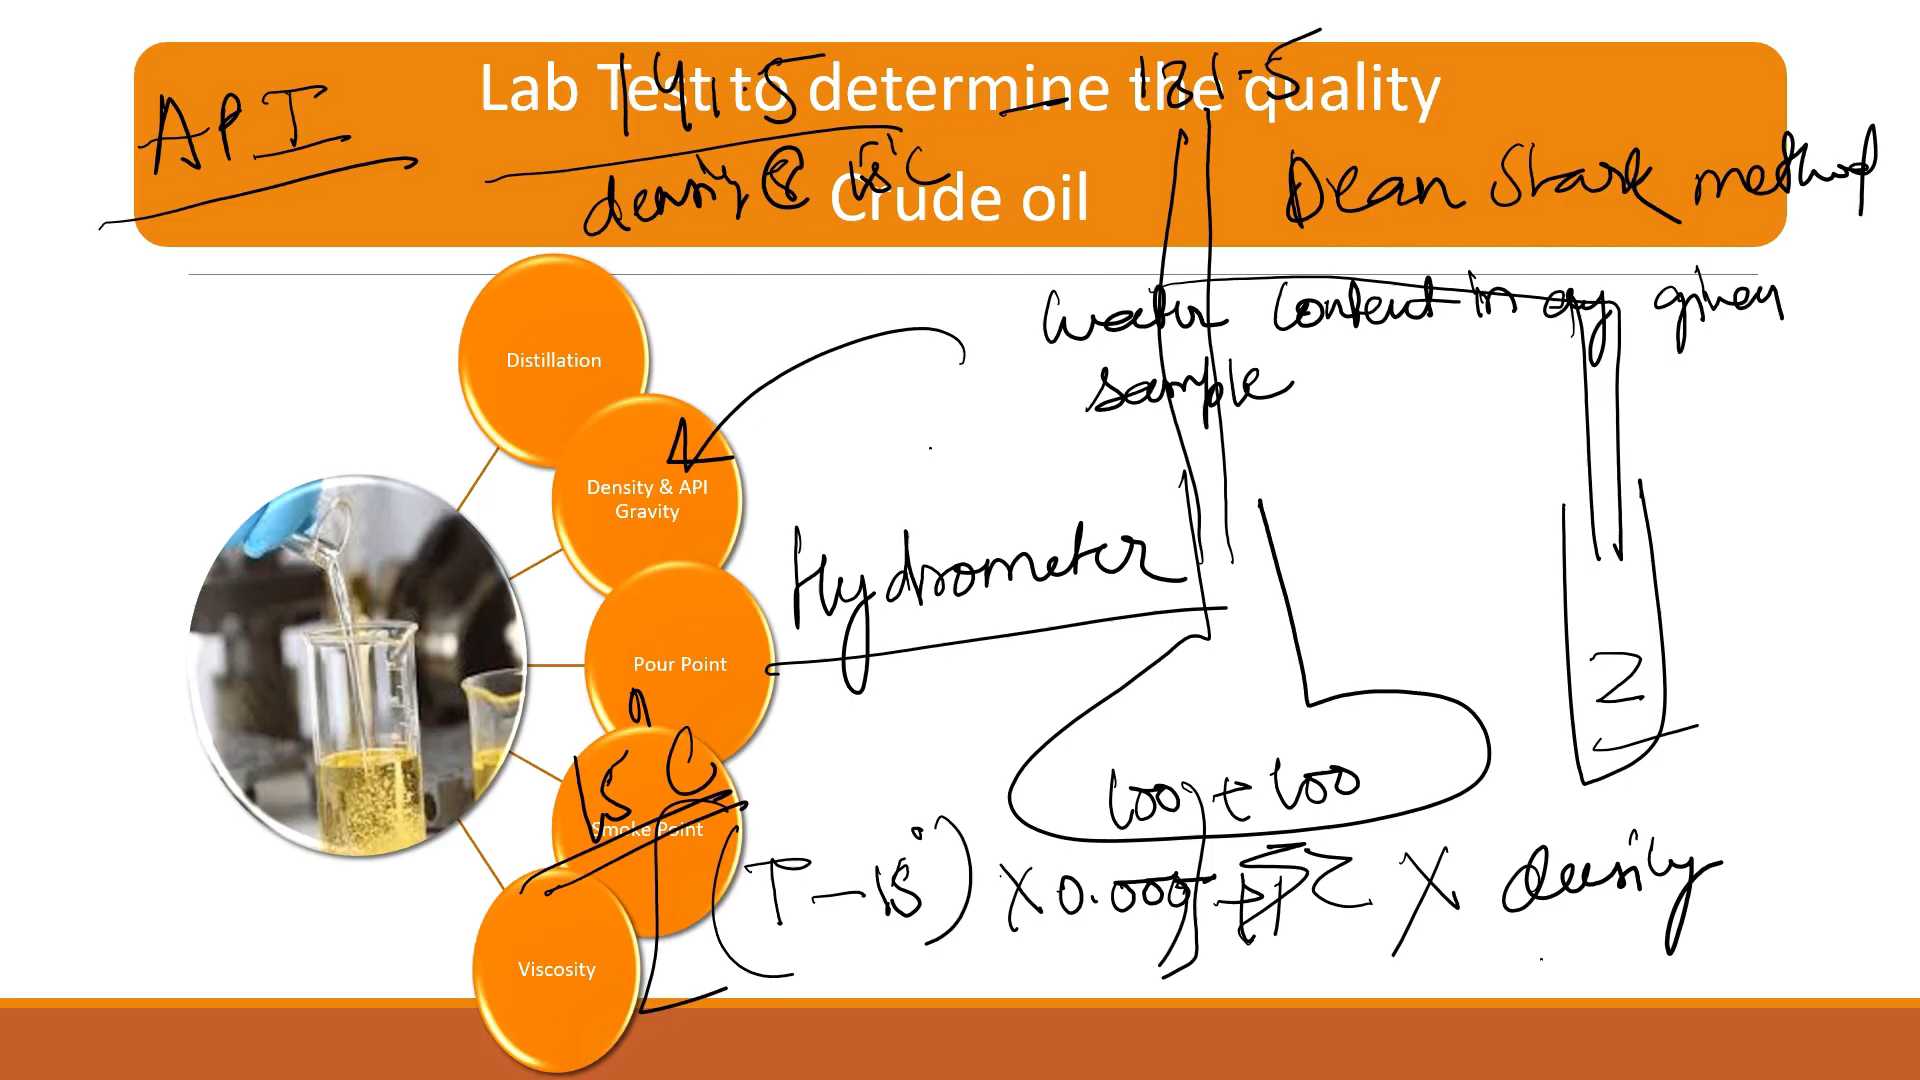 Lab Test to determine the quality
Crude oil
API
141.5 - 131.5
density @ 15°C
Dean Stark method
water content in any given
sample
Distillation
Density & API
Gravity
Hydrometer
Pour Point
15°C
Smoke Point
100 + 100
2
(T - 15°) X 0.000 X density
Viscosity